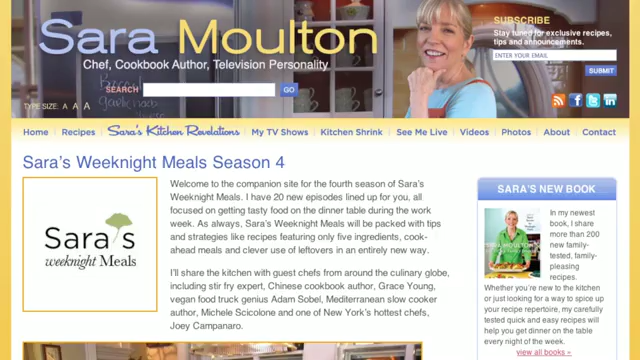 Sara Moulton
Chef, Cookbook Author, Television Personality
SEARCH
GO
TYPE SIZE: A A A
SUBSCRIBE
Stay tuned for exclusive recipes,
tips and announcements.
ENTER YOUR EMAIL
SUBMIT
Home Recipes Sara's Kitchen Revelations My TV Shows Kitchen Shrink See Me Live Videos Photos About Contact
Sara's Weeknight Meals Season 4
Sara's
weeknight Meals
Welcome to the companion site for the fourth season of Sara's
Weeknight Meals. I have 20 new episodes lined up for you, all
focused on getting tasty food on the dinner table during the work
week. As always, Sara's Weeknight Meals will be packed with tips
and strategies like recipes featuring only five ingredients, cook-
ahead meals and clever use of leftovers in an entirely new way.
I'll share the kitchen with guest chefs from around the culinary globe,
including stir fry expert, Chinese cookbook author, Grace Young,
vegan food truck genius Adam Sobel, Mediterranean slow cooker
author, Michele Scicolone and one of New York's hottest chefs,
Joey Campanaro.
SARA'S NEW BOOK
SARA MOULTON
In my newest
book, I share
more than 200
new family-
tested, family-
pleasing
recipes.
Whether you're new to the kitchen
or just looking for a way to spice up
your recipe repertoire, my carefully
tested quick and easy recipes will
help you get dinner on the table
every night of the week.
view all books »